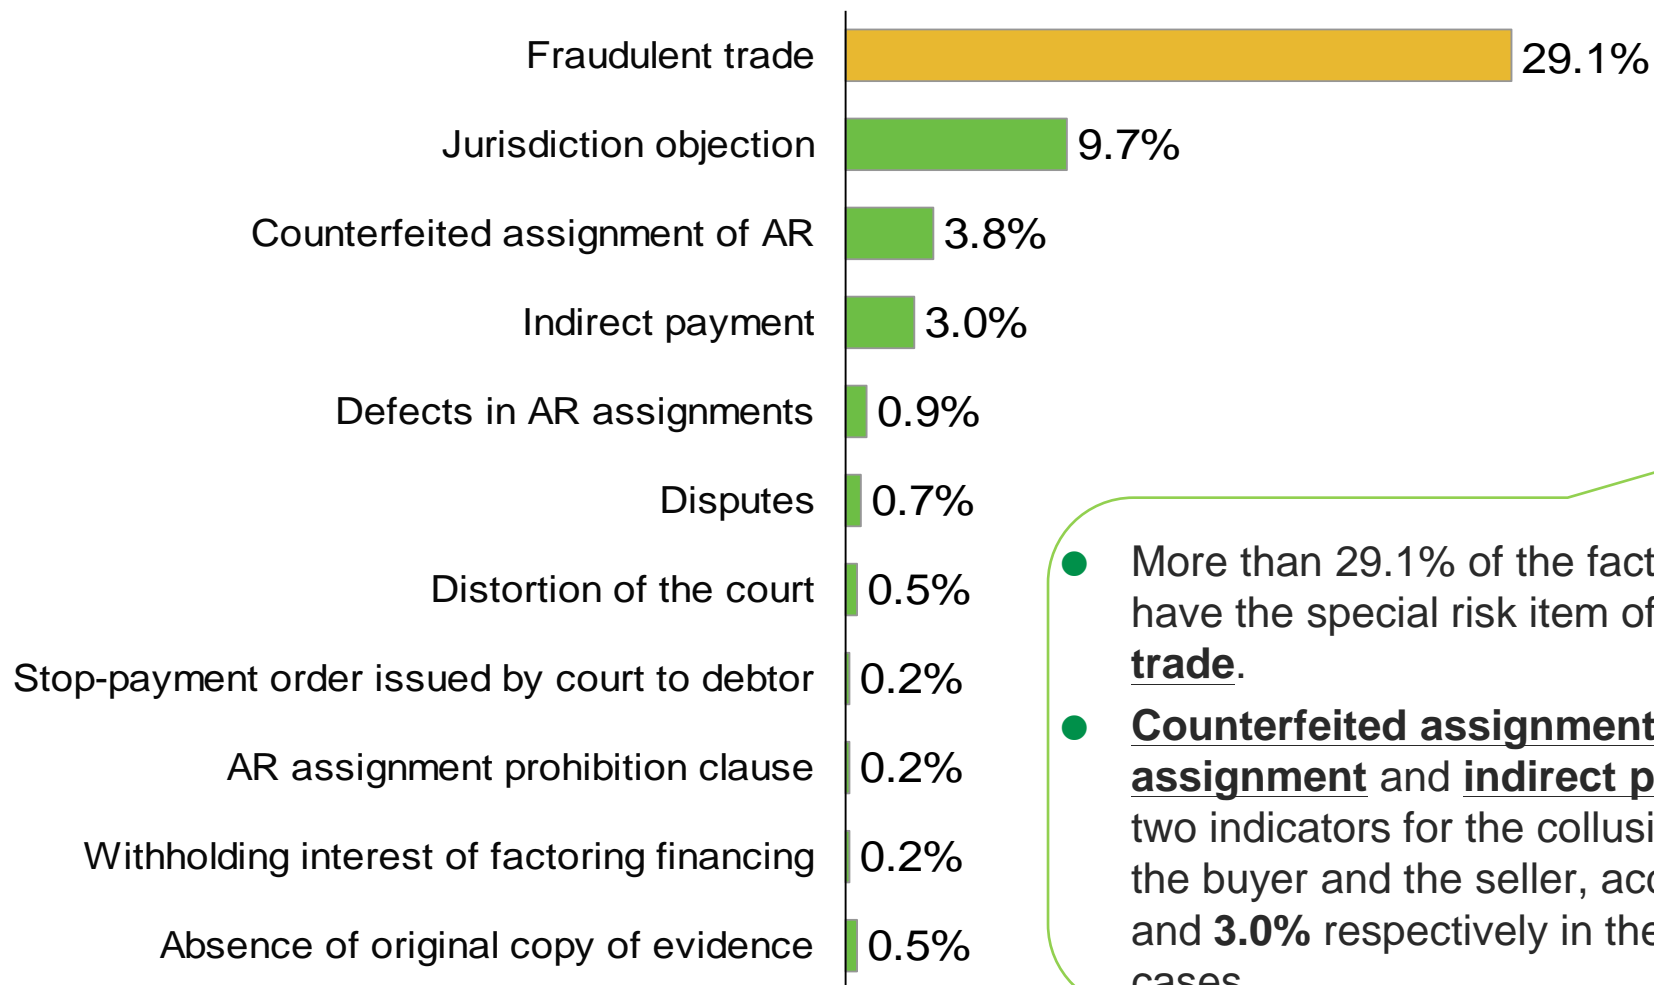 Fraudulent trade 29.1%
Jurisdiction objection 9.7%
Counterfeited assignment of AR 3.8%
Indirect payment 3.0%
Defects in AR assignments 0.9%
Disputes 0.7%
Distortion of the court 0.5%
Stop-payment order issued by court to debtor 0.2%
AR assignment prohibition clause 0.2%
Withholding interest of factoring financing 0.2%
Absence of original copy of evidence 0.5%
● More than 29.1% of the fact
have the special risk item of
trade.
● Counterfeited assignment
assignment and indirect p
two indicators for the collusi
the buyer and the seller, acc
and 3.0% respectively in the
cases